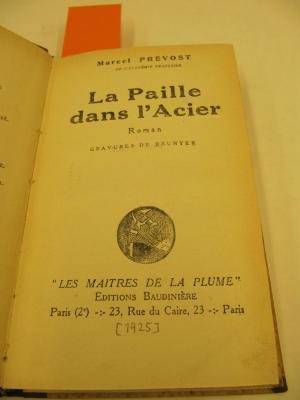 Marcel PREVOST
DE L'ACADÉMIE FRANÇAISE
La Paille
dans l'Acier
Roman
GRAVURES DE BRUNYER
"LES MAITRES DE LA PLUME"
EDITIONS BAUDINIÈRE
Paris (2ᵉ) -:- 23, Rue du Caire, 23 -:- Paris
[1925]